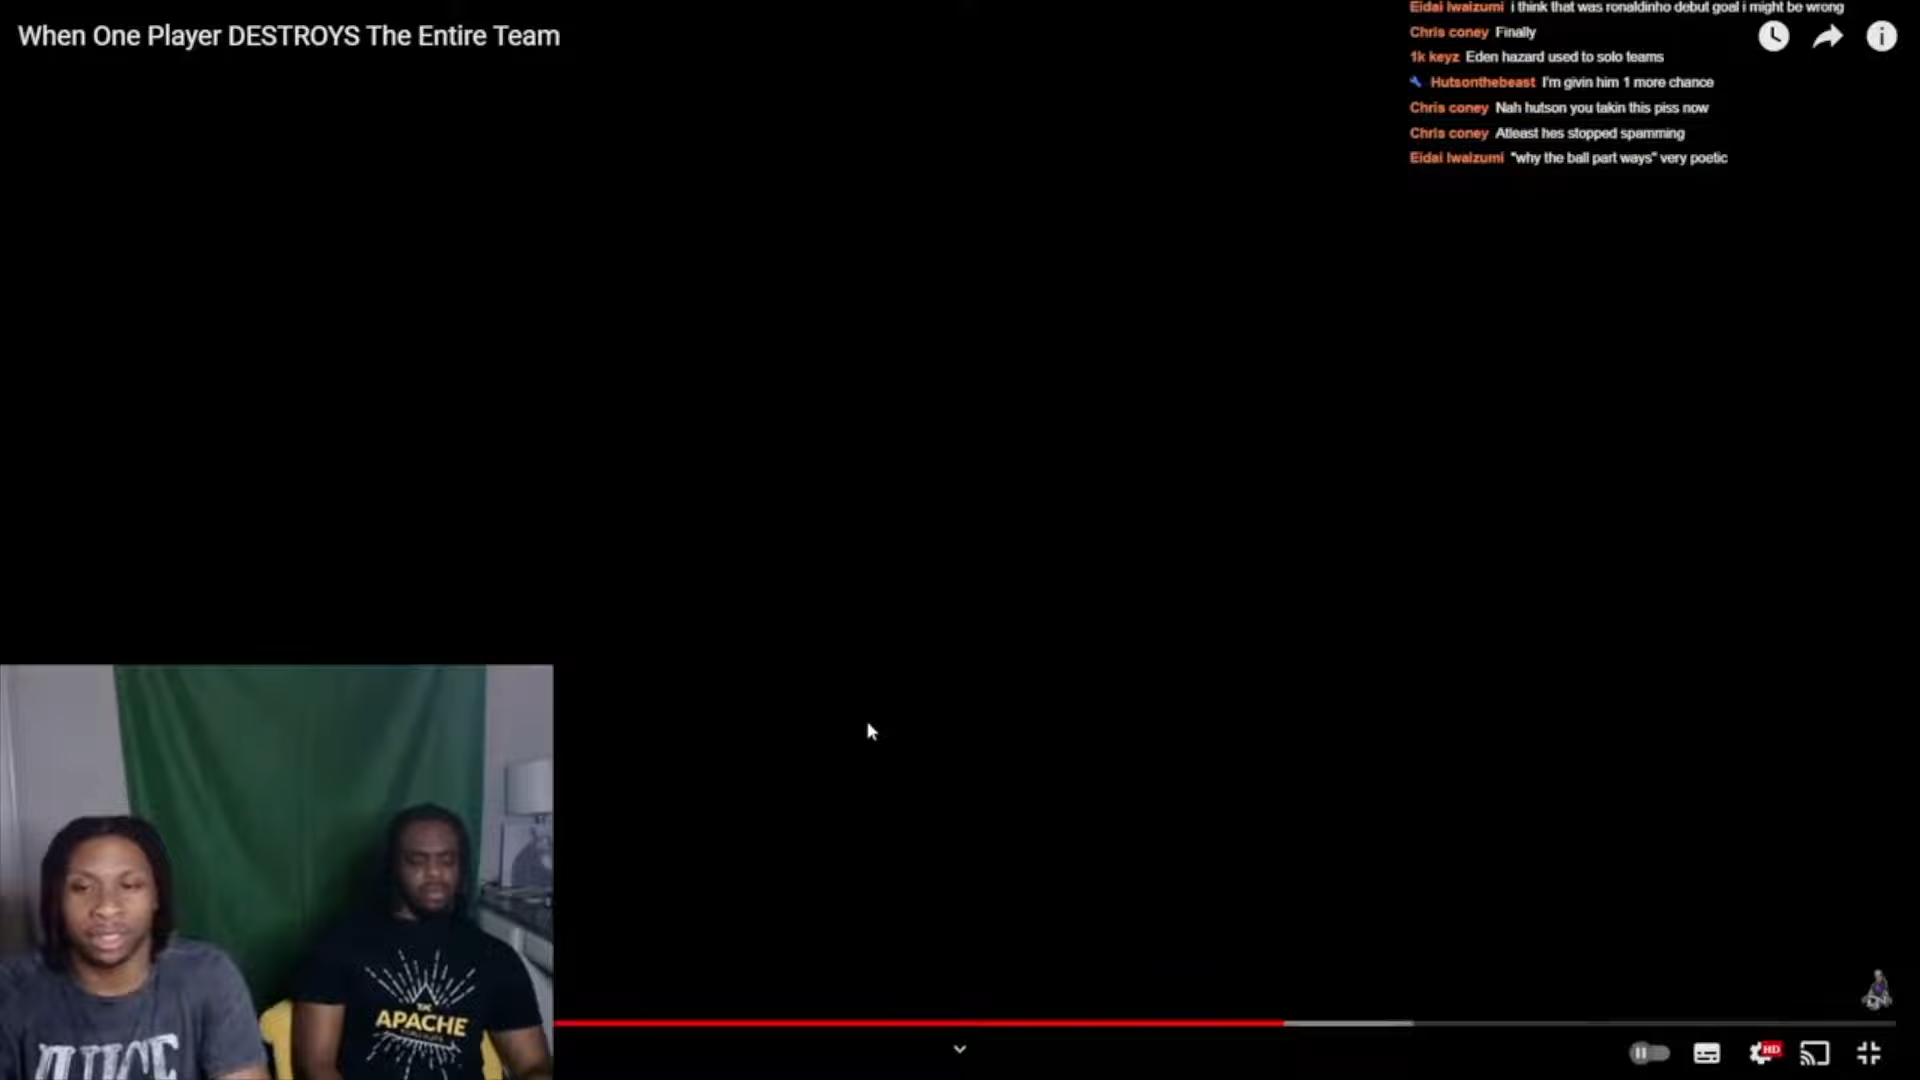 When One Player DESTROYS The Entire Team
Eidai Iwaizumi i think that was ronaldinho debut goal i might be wrong
Chris coney Finally
1k keyz Eden hazard used to solo teams
Hutsonthebeast I'm givin him 1 more chance
Chris coney Nah hutson you takin this piss now
Chris coney Atleast hes stopped spamming
Eidai Iwaizumi "why the ball part ways" very poetic
APACHE
JUICE
HD